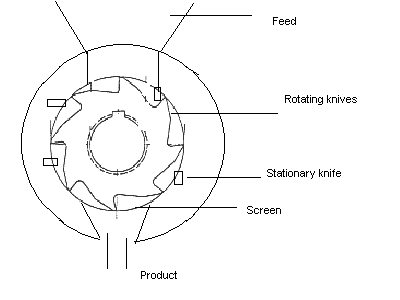 Feed
Rotating knives
Stationary knife
Screen
Product